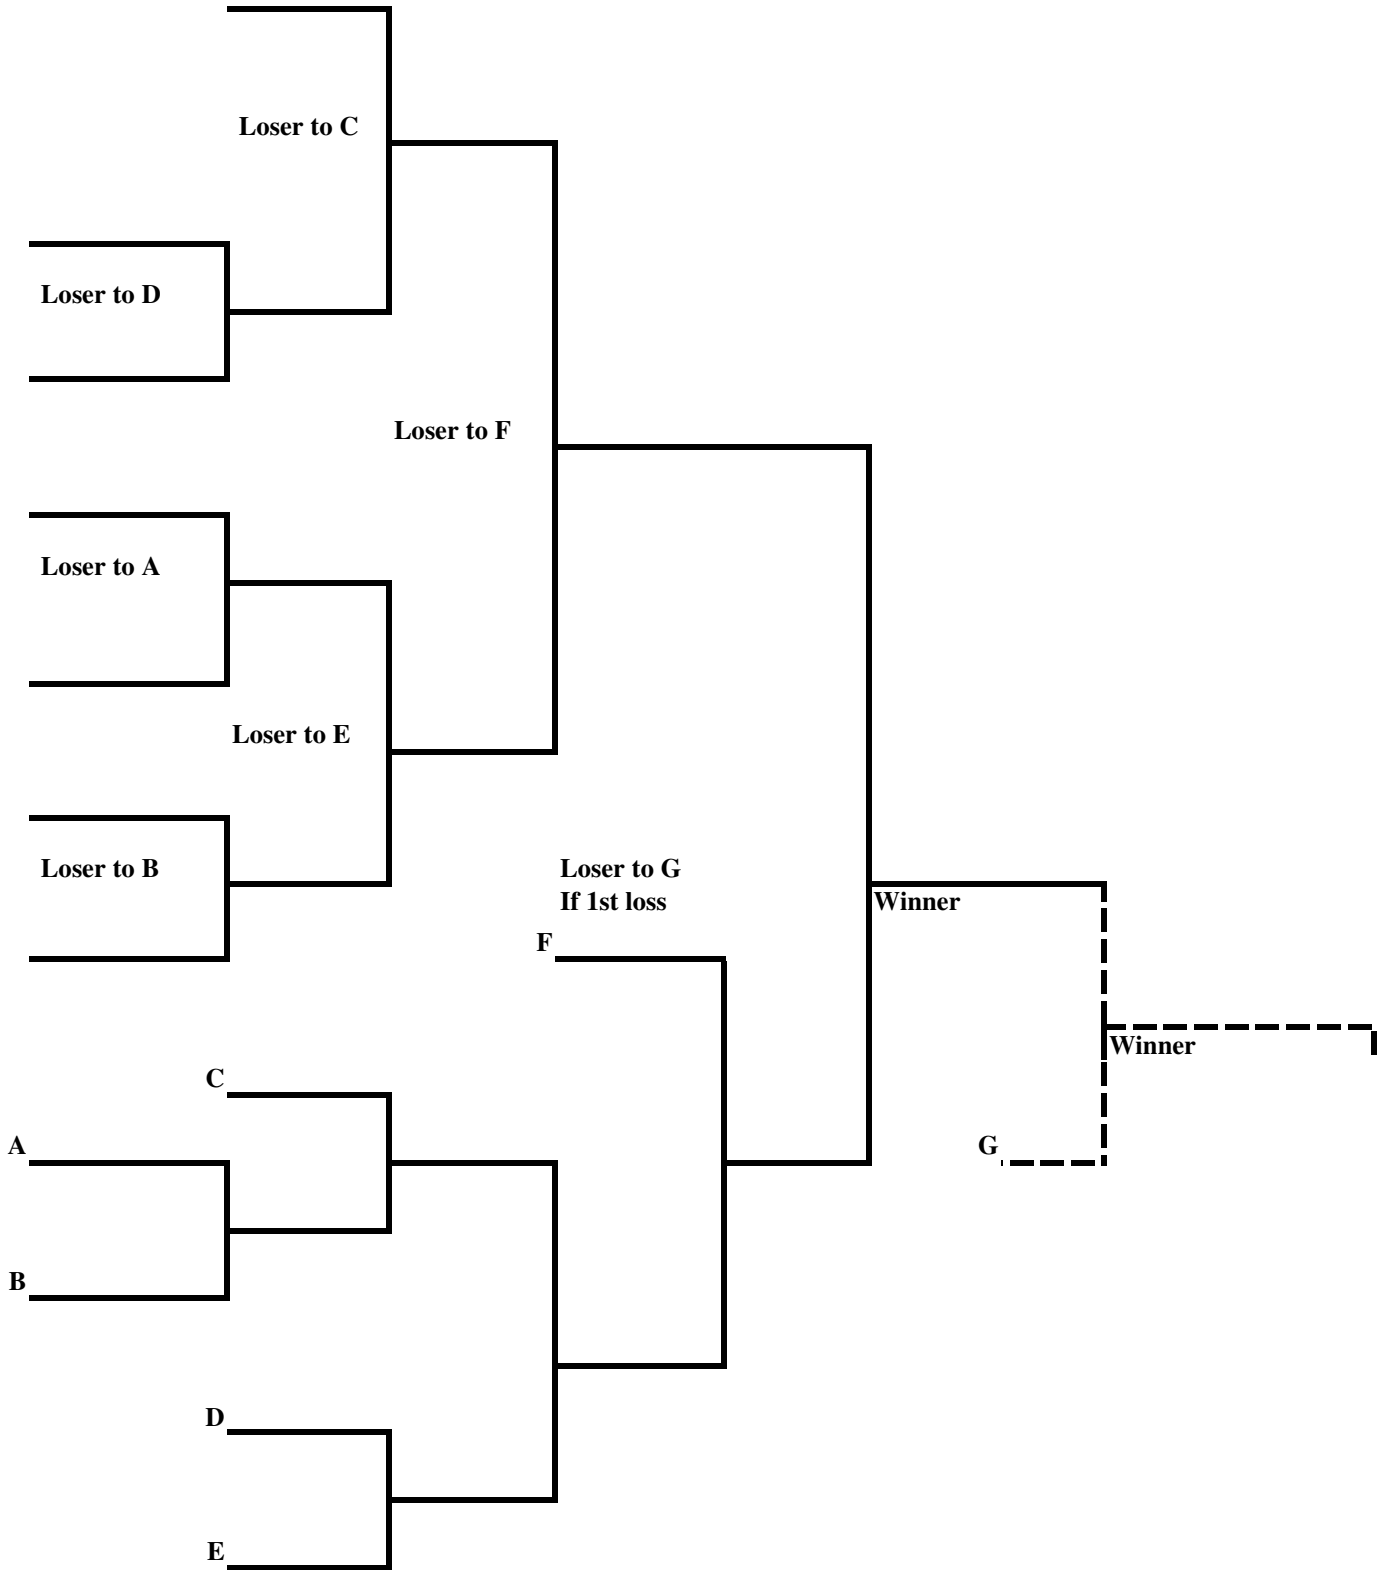 Loser to C
Loser to D
Loser to F
Loser to A
Loser to E
Loser to B
Loser to G
If 1st loss
Winner
F
Winner
C
A
G
B
D
E